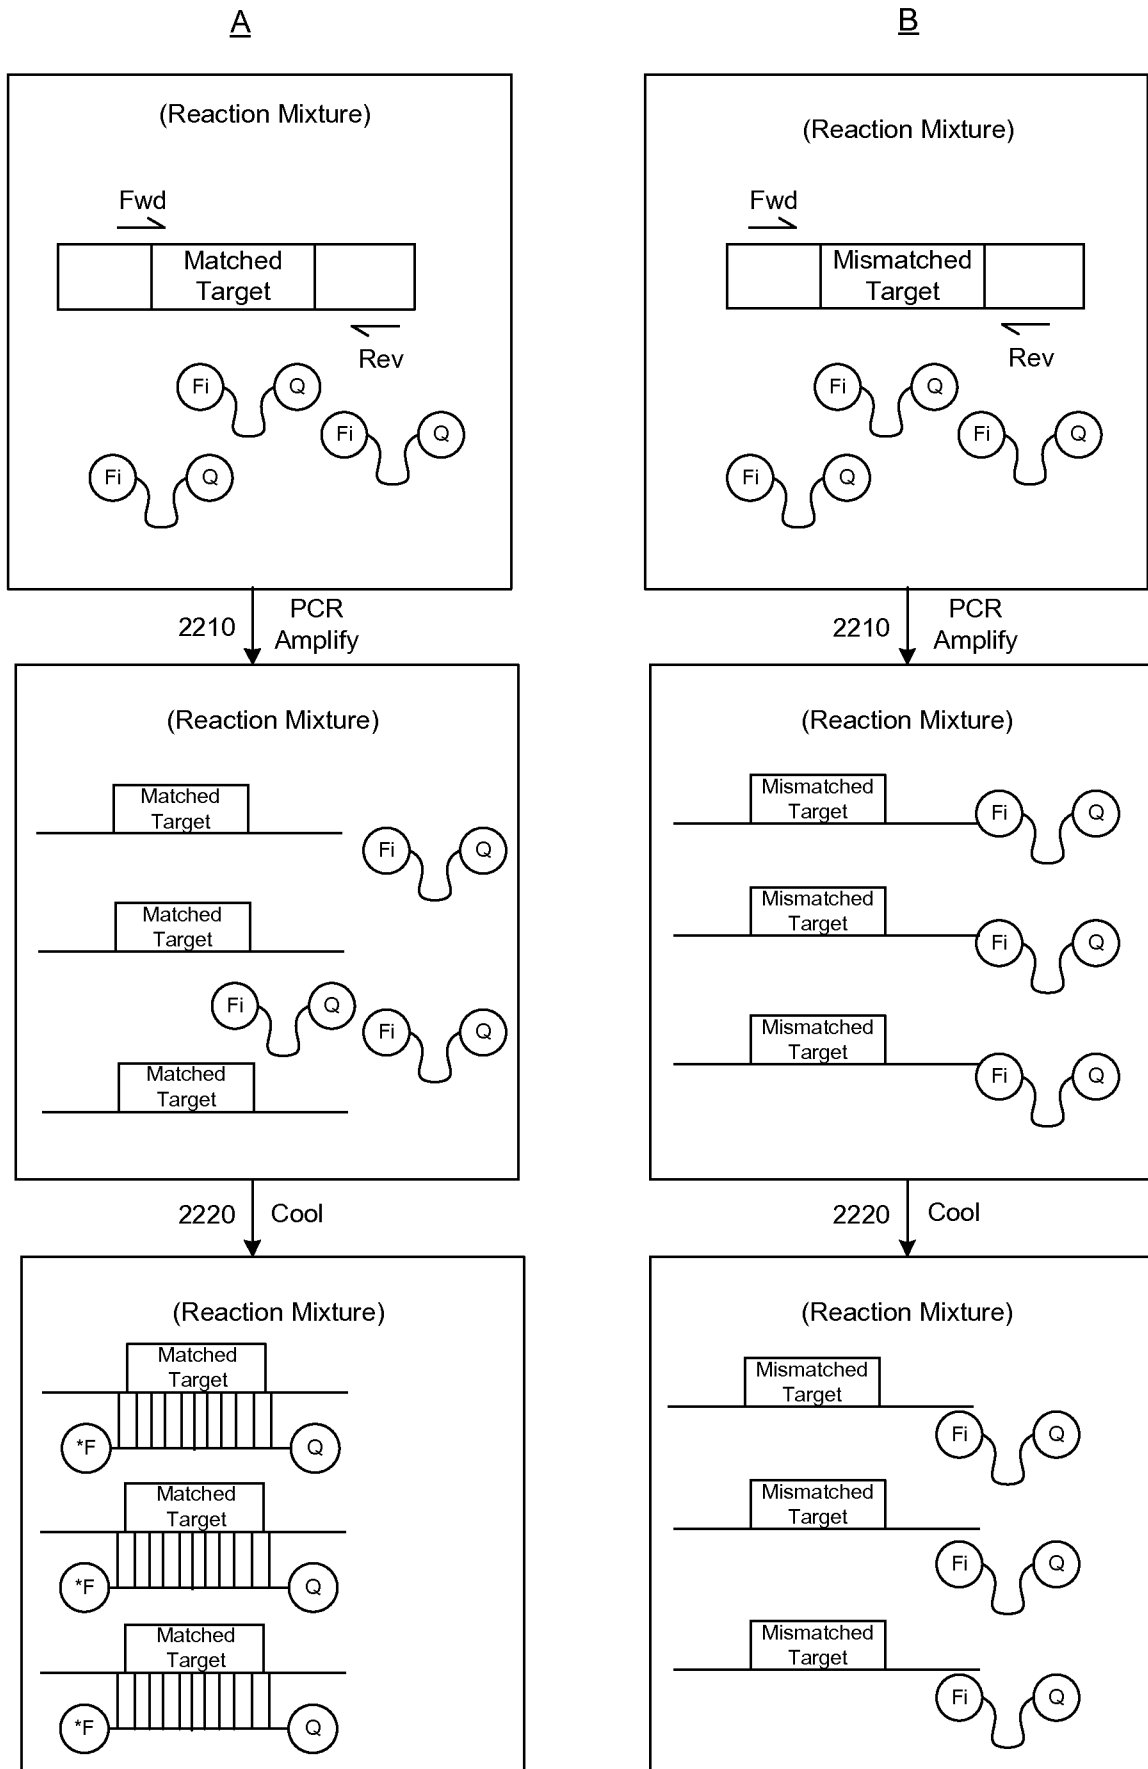 A
(Reaction Mixture)
Fwd
Matched
Target
Rev
Fi
Q
Fi
Q
Fi
Q
2210
PCR
Amplify
(Reaction Mixture)
Matched
Target
Fi
Q
Matched
Target
Fi
Q
Fi
Q
Matched
Target
2220
Cool
(Reaction Mixture)
Matched
Target
*F
Q
Matched
Target
*F
Q
Matched
Target
*F
Q
B
(Reaction Mixture)
Fwd
Mismatched
Target
Rev
Fi
Q
Fi
Q
Fi
Q
2210
PCR
Amplify
(Reaction Mixture)
Mismatched
Target
Fi
Q
Mismatched
Target
Fi
Q
Mismatched
Target
Fi
Q
2220
Cool
(Reaction Mixture)
Mismatched
Target
Fi
Q
Mismatched
Target
Fi
Q
Mismatched
Target
Fi
Q